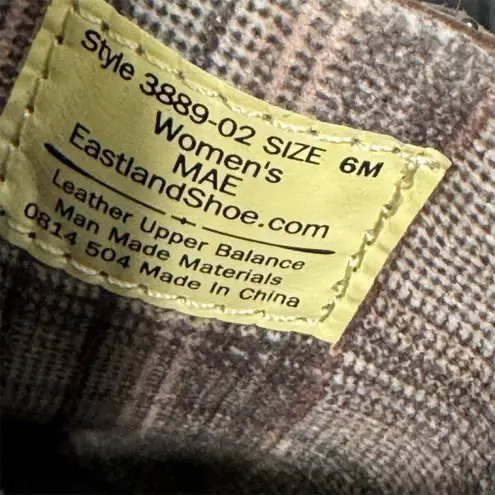 Style 3889-02 SIZE 6M
Women's
MAE
EastlandShoe.com
Leather Upper Balance
Man Made Materials
0814 504 Made In China